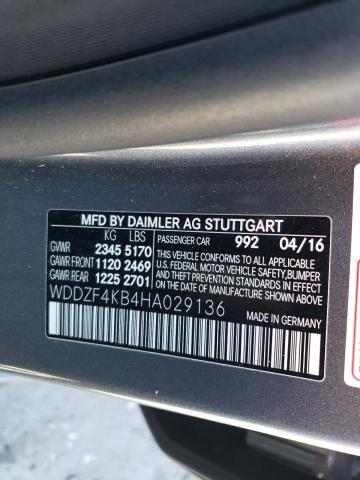 MFD BY DAIMLER AG STUTTGART
KG LBS PASSENGER CAR 992 04/16
GVWR 2345 5170 THIS VEHICLE CONFORMS TO ALL APPLICABLE
GAWR FRONT 1120 2469 U.S. FEDERAL MOTOR VEHICLE SAFETY, BUMPER,
GAWR REAR 1225 2701 AND THEFT PREVENTION STANDARDS IN EFFECT
ON THE DATE OF MANUFACTURE SHOWN ABOVE.
WDDZF4KB4HA029136 MADE IN GERMANY